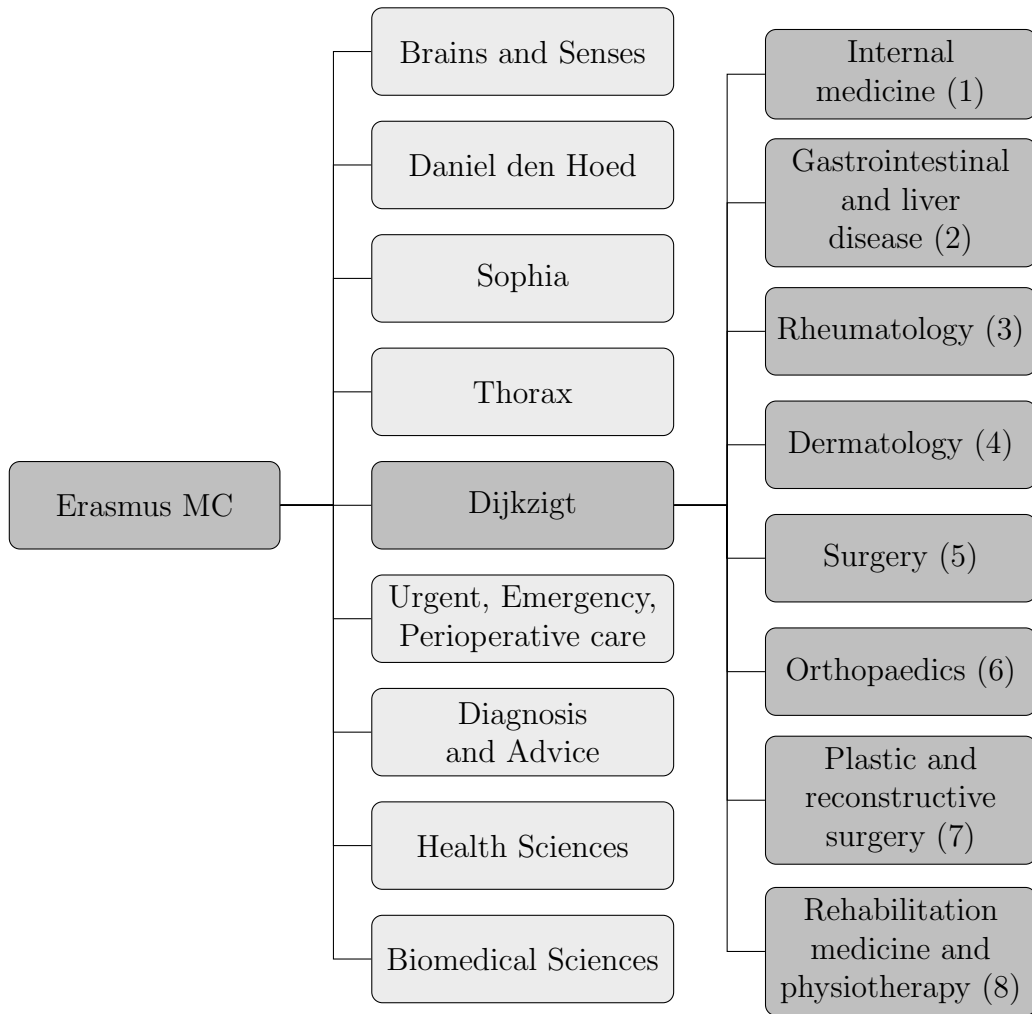 Erasmus MC
Brains and Senses
Daniel den Hoed
Sophia
Thorax
Dijkzigt
Urgent, Emergency,
Perioperative care
Diagnosis
and Advice
Health Sciences
Biomedical Sciences
Internal
medicine (1)
Gastrointestinal
and liver
disease (2)
Rheumatology (3)
Dermatology (4)
Surgery (5)
Orthopaedics (6)
Plastic and
reconstructive
surgery (7)
Rehabilitation
medicine and
physiotherapy (8)